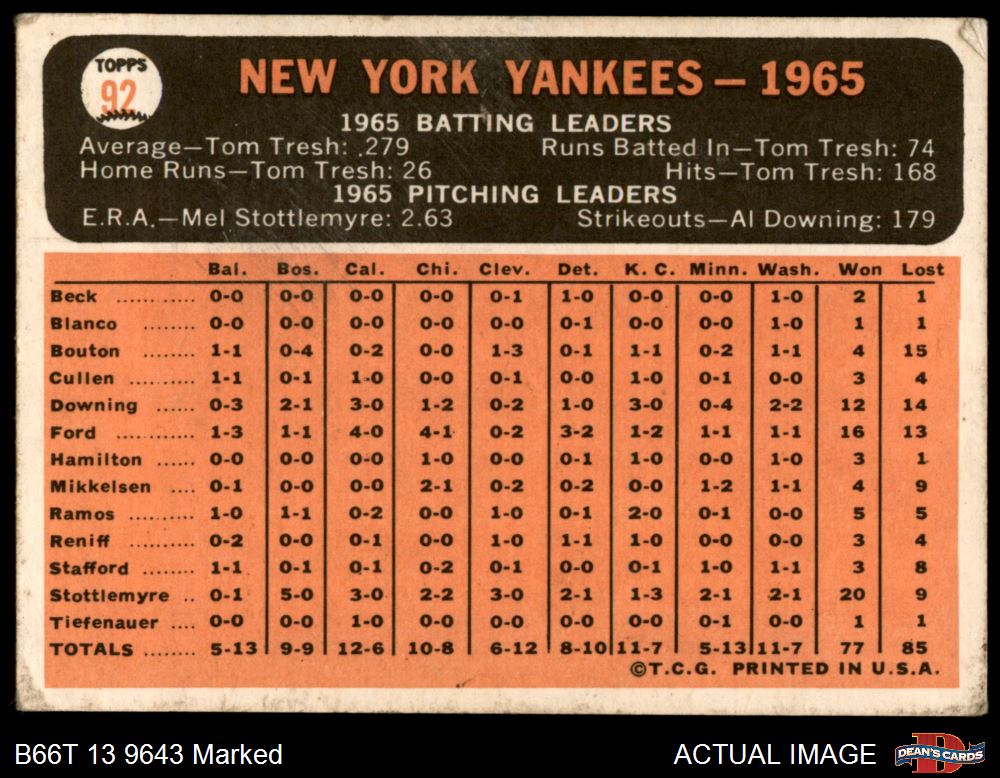 TOPPS
92
NEW YORK YANKEES — 1965
1965 BATTING LEADERS
Average—Tom Tresh: .279 Runs Batted In—Tom Tresh: 74
Home Runs—Tom Tresh: 26 Hits—Tom Tresh: 168
1965 PITCHING LEADERS
E.R.A.—Mel Stottlemyre: 2.63 Strikeouts—Al Downing: 179
Bal. Bos. Cal. Chi. Clev. Det. K. C. Minn. Wash. Won Lost
Beck ........... 0-0 0-0 0-0 0-0 0-1 1-0 0-0 0-0 1-0 2 1
Blanco ........ 0-0 0-0 0-0 0-0 0-0 0-1 0-0 0-0 1-0 1 1
Bouton ........ 1-1 0-4 0-2 0-0 1-3 0-1 1-1 0-2 1-1 4 15
Cullen .......... 1-1 0-1 1-0 0-0 0-1 0-0 1-0 0-1 0-0 3 4
Downing ...... 0-3 2-1 3-0 1-2 0-2 1-0 3-0 0-4 2-2 12 14
Ford ............ 1-3 1-1 4-0 4-1 0-2 3-2 1-2 1-1 1-1 16 13
Hamilton ...... 0-0 0-0 0-0 1-0 0-0 0-1 1-0 0-0 1-0 3 1
Mikkelsen .... 0-1 0-0 0-0 2-1 0-2 0-2 0-0 1-2 1-1 4 9
Ramos .......... 1-0 1-1 0-2 0-0 1-0 0-1 2-0 0-1 0-0 5 5
Reniff .......... 0-2 0-0 0-1 0-0 1-0 1-1 1-0 0-0 0-0 3 4
Stafford ........ 1-1 0-1 0-1 0-2 0-1 0-0 0-1 1-0 1-1 3 8
Stottlemyre .. 0-1 5-0 3-0 2-2 3-0 2-1 1-3 2-1 2-1 20 9
Tiefenauer .... 0-0 0-0 1-0 0-0 0-0 0-0 0-0 0-1 0-0 1 1
TOTALS ........ 5-13 9-9 12-6 10-8 6-12 8-10 11-7 5-13 11-7 77 85
©T.C.G. PRINTED IN U.S.A.
B66T 13 9643 Marked ACTUAL IMAGE DEAN'S CARDS